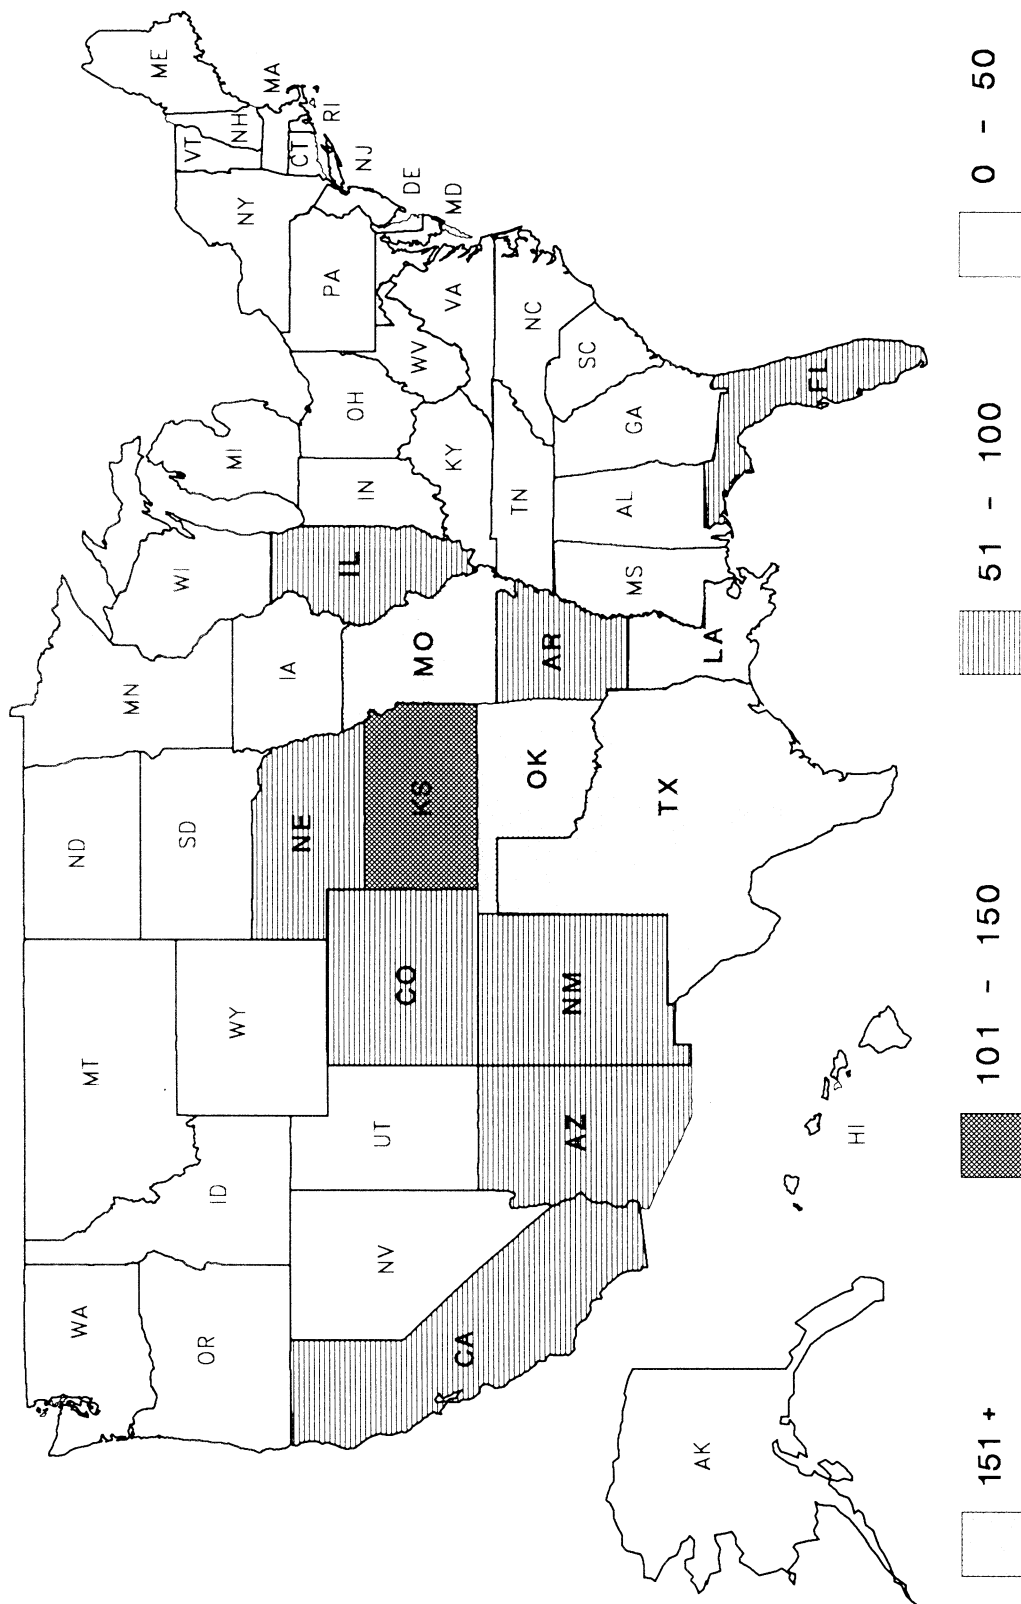 WA
OR
CA
NV
ID
MT
WY
UT
AZ
CO
NM
ND
SD
NE
KS
OK
TX
MN
IA
MO
AR
LA
WI
IL
MI
IN
OH
KY
TN
MS
AL
GA
FL
SC
NC
VA
WV
PA
NY
VT
NH
ME
MA
CT
RI
NJ
DE
MD
AK
HI
151 +
101 - 150
51 - 100
0 - 50